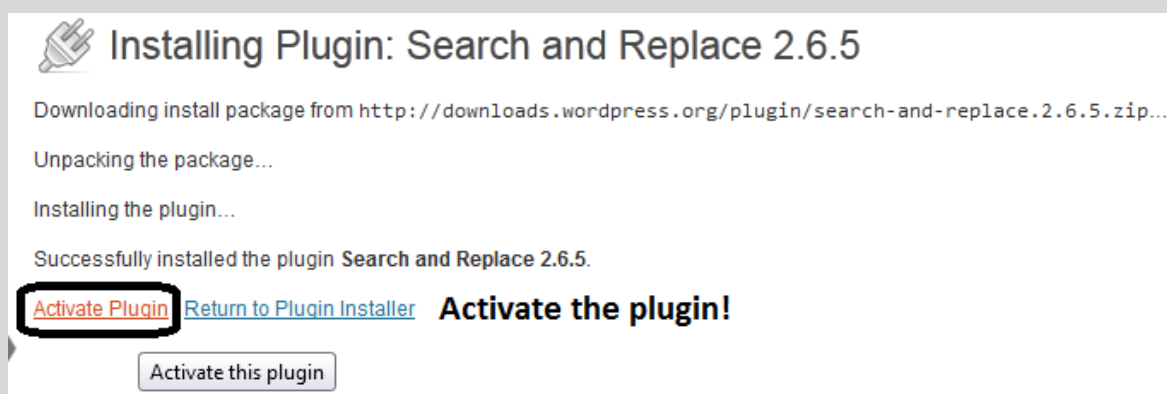 Installing Plugin: Search and Replace 2.6.5
Downloading install package from http://downloads.wordpress.org/plugin/search-and-replace.2.6.5.zip...
Unpacking the package...
Installing the plugin...
Successfully installed the plugin Search and Replace 2.6.5.
Activate Plugin Return to Plugin Installer Activate the plugin!
Activate this plugin